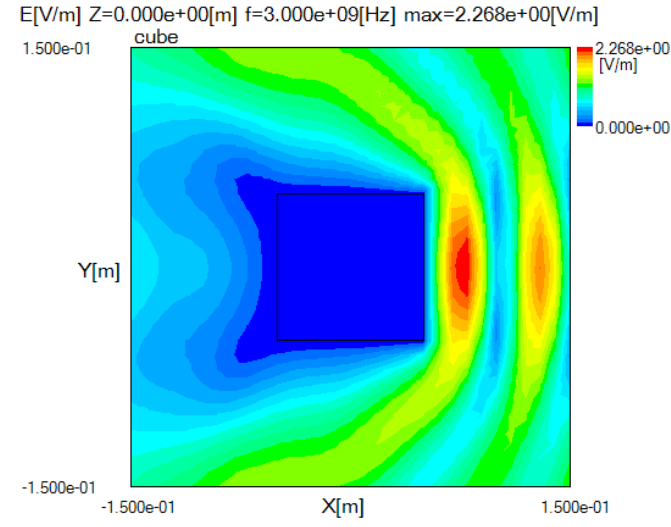 E[V/m] Z=0.000e+00[m] f=3.000e+09[Hz] max=2.268e+00[V/m]
cube
1.500e-01
2.268e+00
[V/m]
0.000e+00
Y[m]
-1.500e-01
-1.500e-01
X[m]
1.500e-01